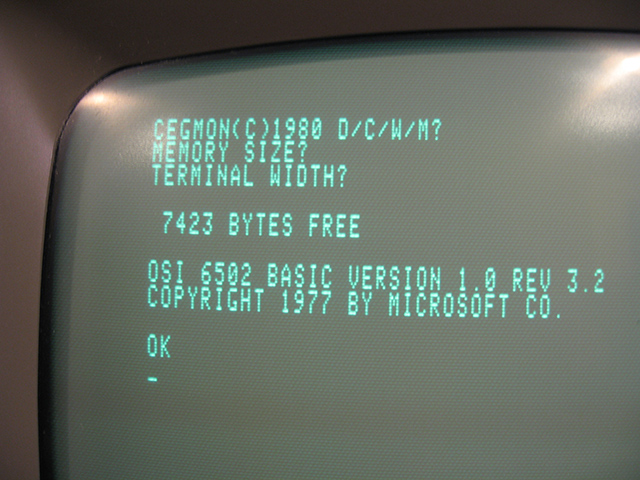 CEGMON(C)1980 D/C/W/M?
MEMORY SIZE?
TERMINAL WIDTH?
7423 BYTES FREE
OSI 6502 BASIC VERSION 1.0 REV 3.2
COPYRIGHT 1977 BY MICROSOFT CO.
OK
_